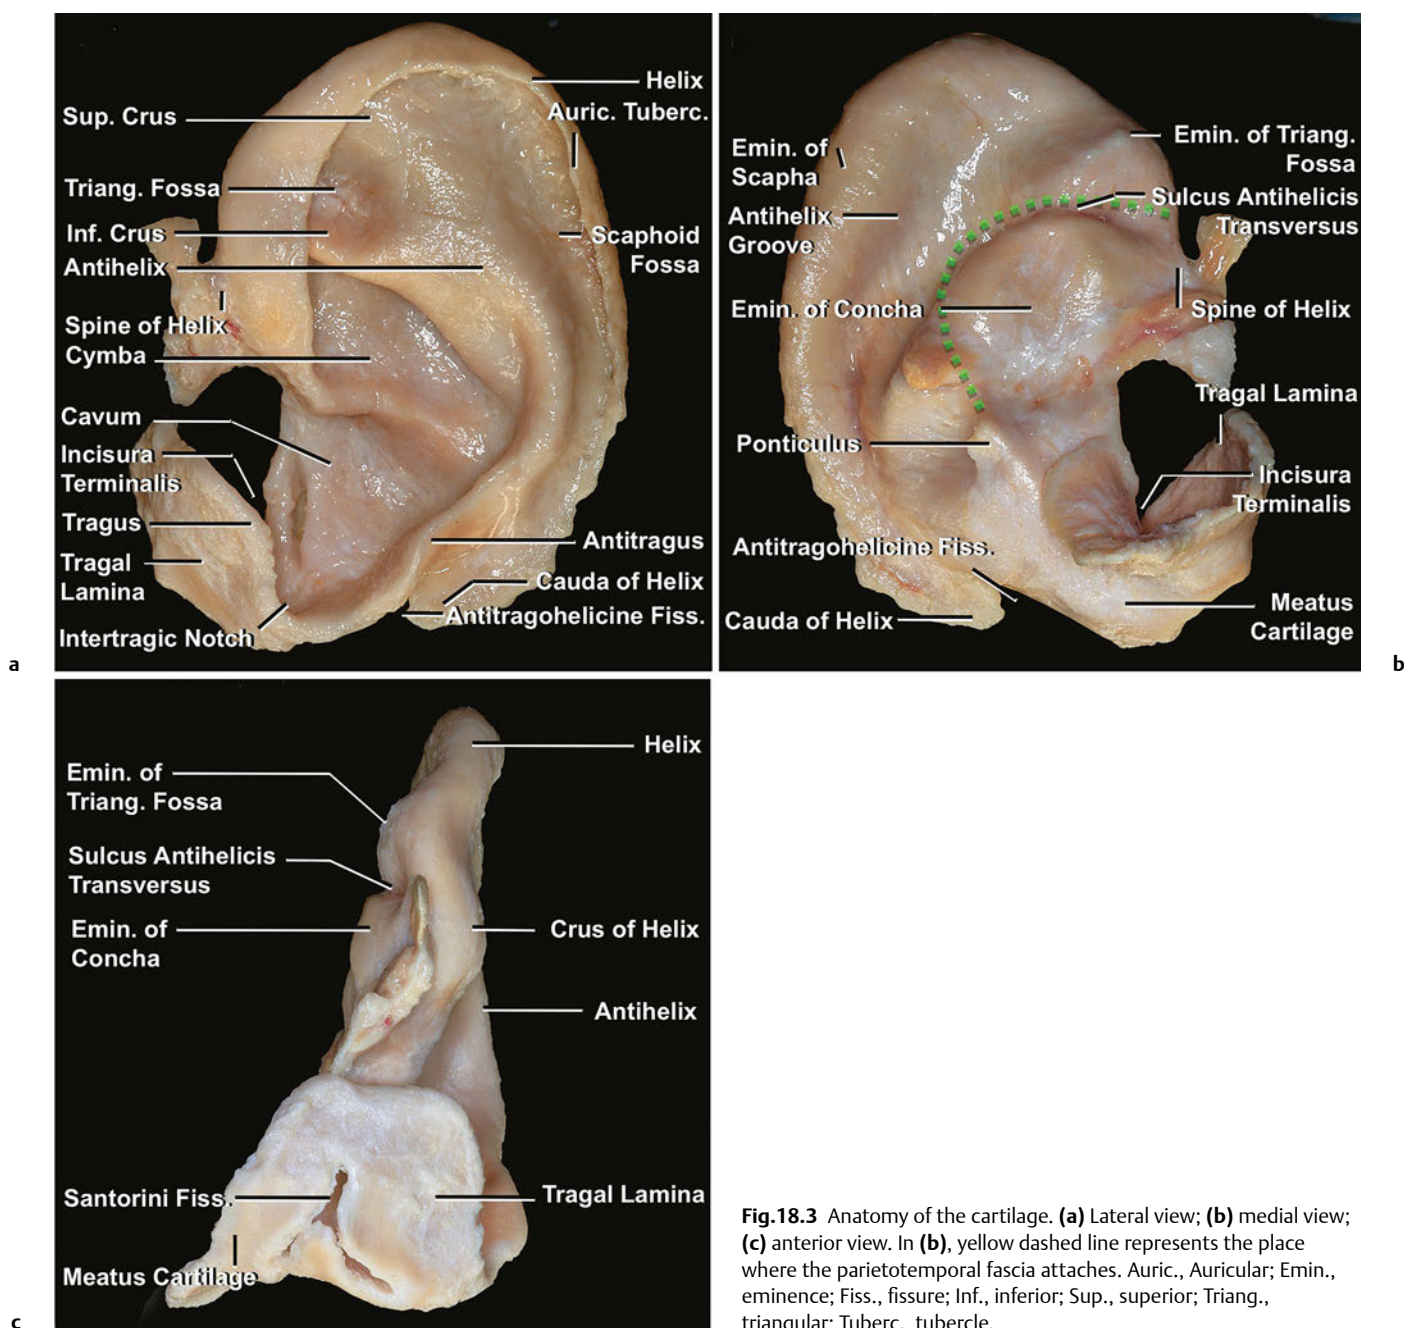 Helix
Auric. Tuberc.
Sup. Crus
Triang. Fossa
Inf. Crus
Antihelix
Scaphoid
Fossa
Spine of Helix
Cymba
Cavum
Incisura
Terminalis
Tragus
Tragal
Lamina
Intertragic Notch
Antitragus
Cauda of Helix
Antitragohelicine Fiss.
a
Emin. of
Scapha
Antihelix
Groove
Emin. of Concha
Ponticulus
Antitragohelicine Fiss.
Cauda of Helix
Emin. of Triang.
Fossa
Sulcus Antihelicis
Transversus
Spine of Helix
Tragal Lamina
Incisura
Terminalis
Meatus
Cartilage
b
Helix
Emin. of
Triang. Fossa
Sulcus Antihelicis
Transversus
Emin. of
Concha
Crus of Helix
Antihelix
Santorini Fiss.
Tragal Lamina
Meatus Cartilage
c
Fig.18.3 Anatomy of the cartilage. (a) Lateral view; (b) medial view;
(c) anterior view. In (b), yellow dashed line represents the place
where the parietotemporal fascia attaches. Auric., Auricular; Emin.,
eminence; Fiss., fissure; Inf., inferior; Sup., superior; Triang.,
triangular; Tuberc., tubercle.